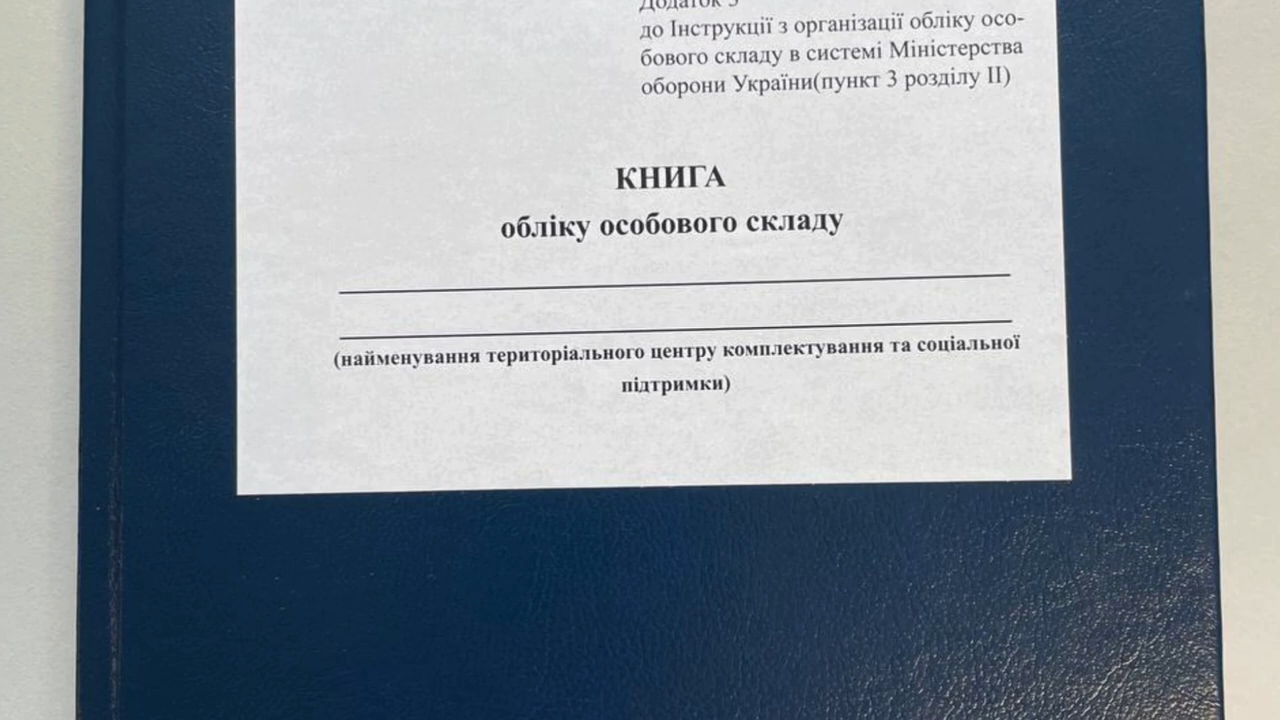 Додаток
до Інструкції з організації обліку осо-
бового складу в системі Міністерства
оборони України(пункт 3 розділу II)
КНИГА
обліку особового складу
(найменування територіального центру комплектування та соціальної
підтримки)